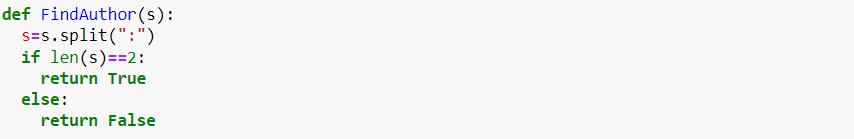 def FindAuthor(s):
  s=s.split(":")
  if len(s)==2:
    return True
  else:
    return False